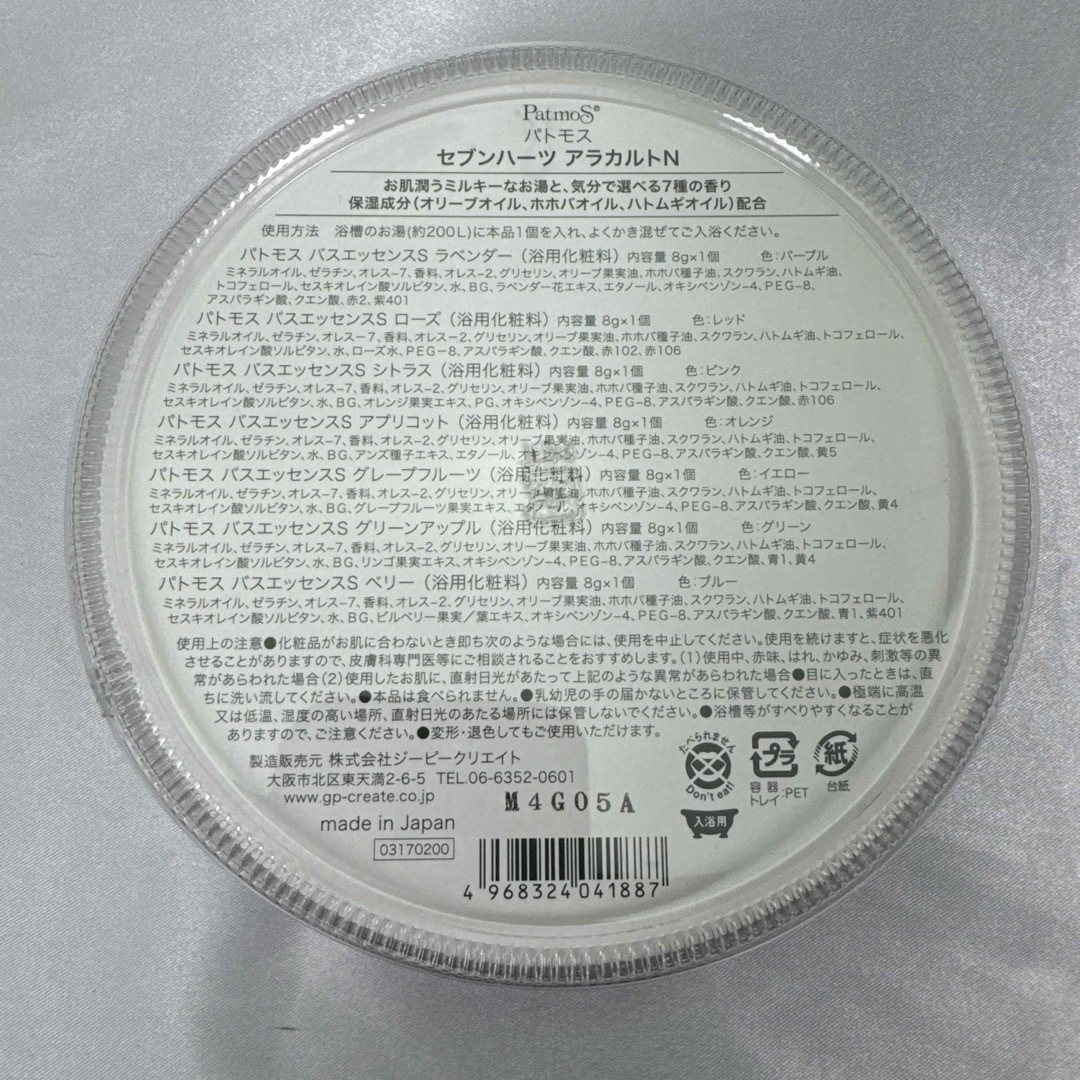 PatmoS®
パトモス
セブンハーツ アラカルトN
お肌潤うミルキーなお湯と、気分で選べる7種の香り
保湿成分(オリーブオイル、ホホバオイル、ハトムギオイル)配合
使用方法 浴槽のお湯(約200L)に本品1個を入れ、よくかき混ぜてご入浴ください。
パトモス バスエッセンスS ラベンダー(浴用化粧料) 内容量 8g×1個 色:パープル
ミネラルオイル、ゼラチン、オレス-7、香料、オレス-2、グリセリン、オリーブ果実油、ホホバ種子油、スクワラン、ハトムギ油、
トコフェロール、セスキオレイン酸ソルビタン、水、BG、ラベンダー花エキス、エタノール、オキシベンゾン-4、PEG-8、
アスパラギン酸、クエン酸、赤2、紫401
パトモス バスエッセンスS ローズ(浴用化粧料) 内容量 8g×1個 色:レッド
ミネラルオイル、ゼラチン、オレス-7、香料、オレス-2、グリセリン、オリーブ果実油、ホホバ種子油、スクワラン、ハトムギ油、トコフェロール、
セスキオレイン酸ソルビタン、水、ローズ水、PEG-8、アスパラギン酸、クエン酸、赤102、赤106
パトモス バスエッセンスS シトラス(浴用化粧料) 内容量 8g×1個 色:ピンク
ミネラルオイル、ゼラチン、オレス-7、香料、オレス-2、グリセリン、オリーブ果実油、ホホバ種子油、スクワラン、ハトムギ油、トコフェロール、
セスキオレイン酸ソルビタン、水、BG、オレンジ果実エキス、PG、オキシベンゾン-4、PEG-8、アスパラギン酸、クエン酸、赤106
パトモス バスエッセンスS アプリコット(浴用化粧料) 内容量 8g×1個 色:オレンジ
ミネラルオイル、ゼラチン、オレス-7、香料、オレス-2、グリセリン、オリーブ果実油、ホホバ種子油、スクワラン、ハトムギ油、トコフェロール、
セスキオレイン酸ソルビタン、水、BG、アンズ種子エキス、エタノール、オキシベンゾン-4、PEG-8、アスパラギン酸、クエン酸、黄5
パトモス バスエッセンスS グレープフルーツ(浴用化粧料) 内容量 8g×1個 色:イエロー
ミネラルオイル、ゼラチン、オレス-7、香料、オレス-2、グリセリン、オリーブ果実油、ホホバ種子油、スクワラン、ハトムギ油、トコフェロール、
セスキオレイン酸ソルビタン、水、BG、グレープフルーツ果実エキス、エタノール、オキシベンゾン-4、PEG-8、アスパラギン酸、クエン酸、黄4
パトモス バスエッセンスS グリーンアップル(浴用化粧料) 内容量 8g×1個 色:グリーン
ミネラルオイル、ゼラチン、オレス-7、香料、オレス-2、グリセリン、オリーブ果実油、ホホバ種子油、スクワラン、ハトムギ油、トコフェロール、
セスキオレイン酸ソルビタン、水、BG、リンゴ果実エキス、オキシベンゾン-4、PEG-8、アスパラギン酸、クエン酸、青1、黄4
パトモス バスエッセンスS ベリー(浴用化粧料) 内容量 8g×1個 色:ブルー
ミネラルオイル、ゼラチン、オレス-7、香料、オレス-2、グリセリン、オリーブ果実油、ホホバ種子油、スクワラン、ハトムギ油、トコフェロール、
セスキオレイン酸ソルビタン、水、BG、ビルベリー果実/葉エキス、オキシベンゾン-4、PEG-8、アスパラギン酸、クエン酸、青1、紫401
使用上の注意●化粧品がお肌に合わないとき即ち次のような場合には、使用を中止してください。使用を続けますと、症状を悪化
させることがありますので、皮膚科専門医等にご相談されることをおすすめします。(1)使用中、赤味、はれ、かゆみ、刺激等の異
常があらわれた場合(2)使用したお肌に、直射日光があたって上記のような異常があらわれた場合●目に入ったときは、直
ちに洗い流してください。●本品は食べられません。●乳幼児の手の届かないところに保管してください。●極端に高温
又は低温、湿度の高い場所、直射日光のあたる場所には保管しないでください。●浴槽等がすべりやすくなることが
ありますので、ご注意ください。●変形・退色してもご使用いただけます。
製造販売元 株式会社ジーピークリエイト
大阪市北区東天満2-6-5 TEL.06-6352-0601
www.gp-create.co.jp
M4G05A
made in Japan
03170200
4 968324 041887
たべられません
Don't eat!
入浴用
プラ
容器
トレイ:PET
紙
台紙